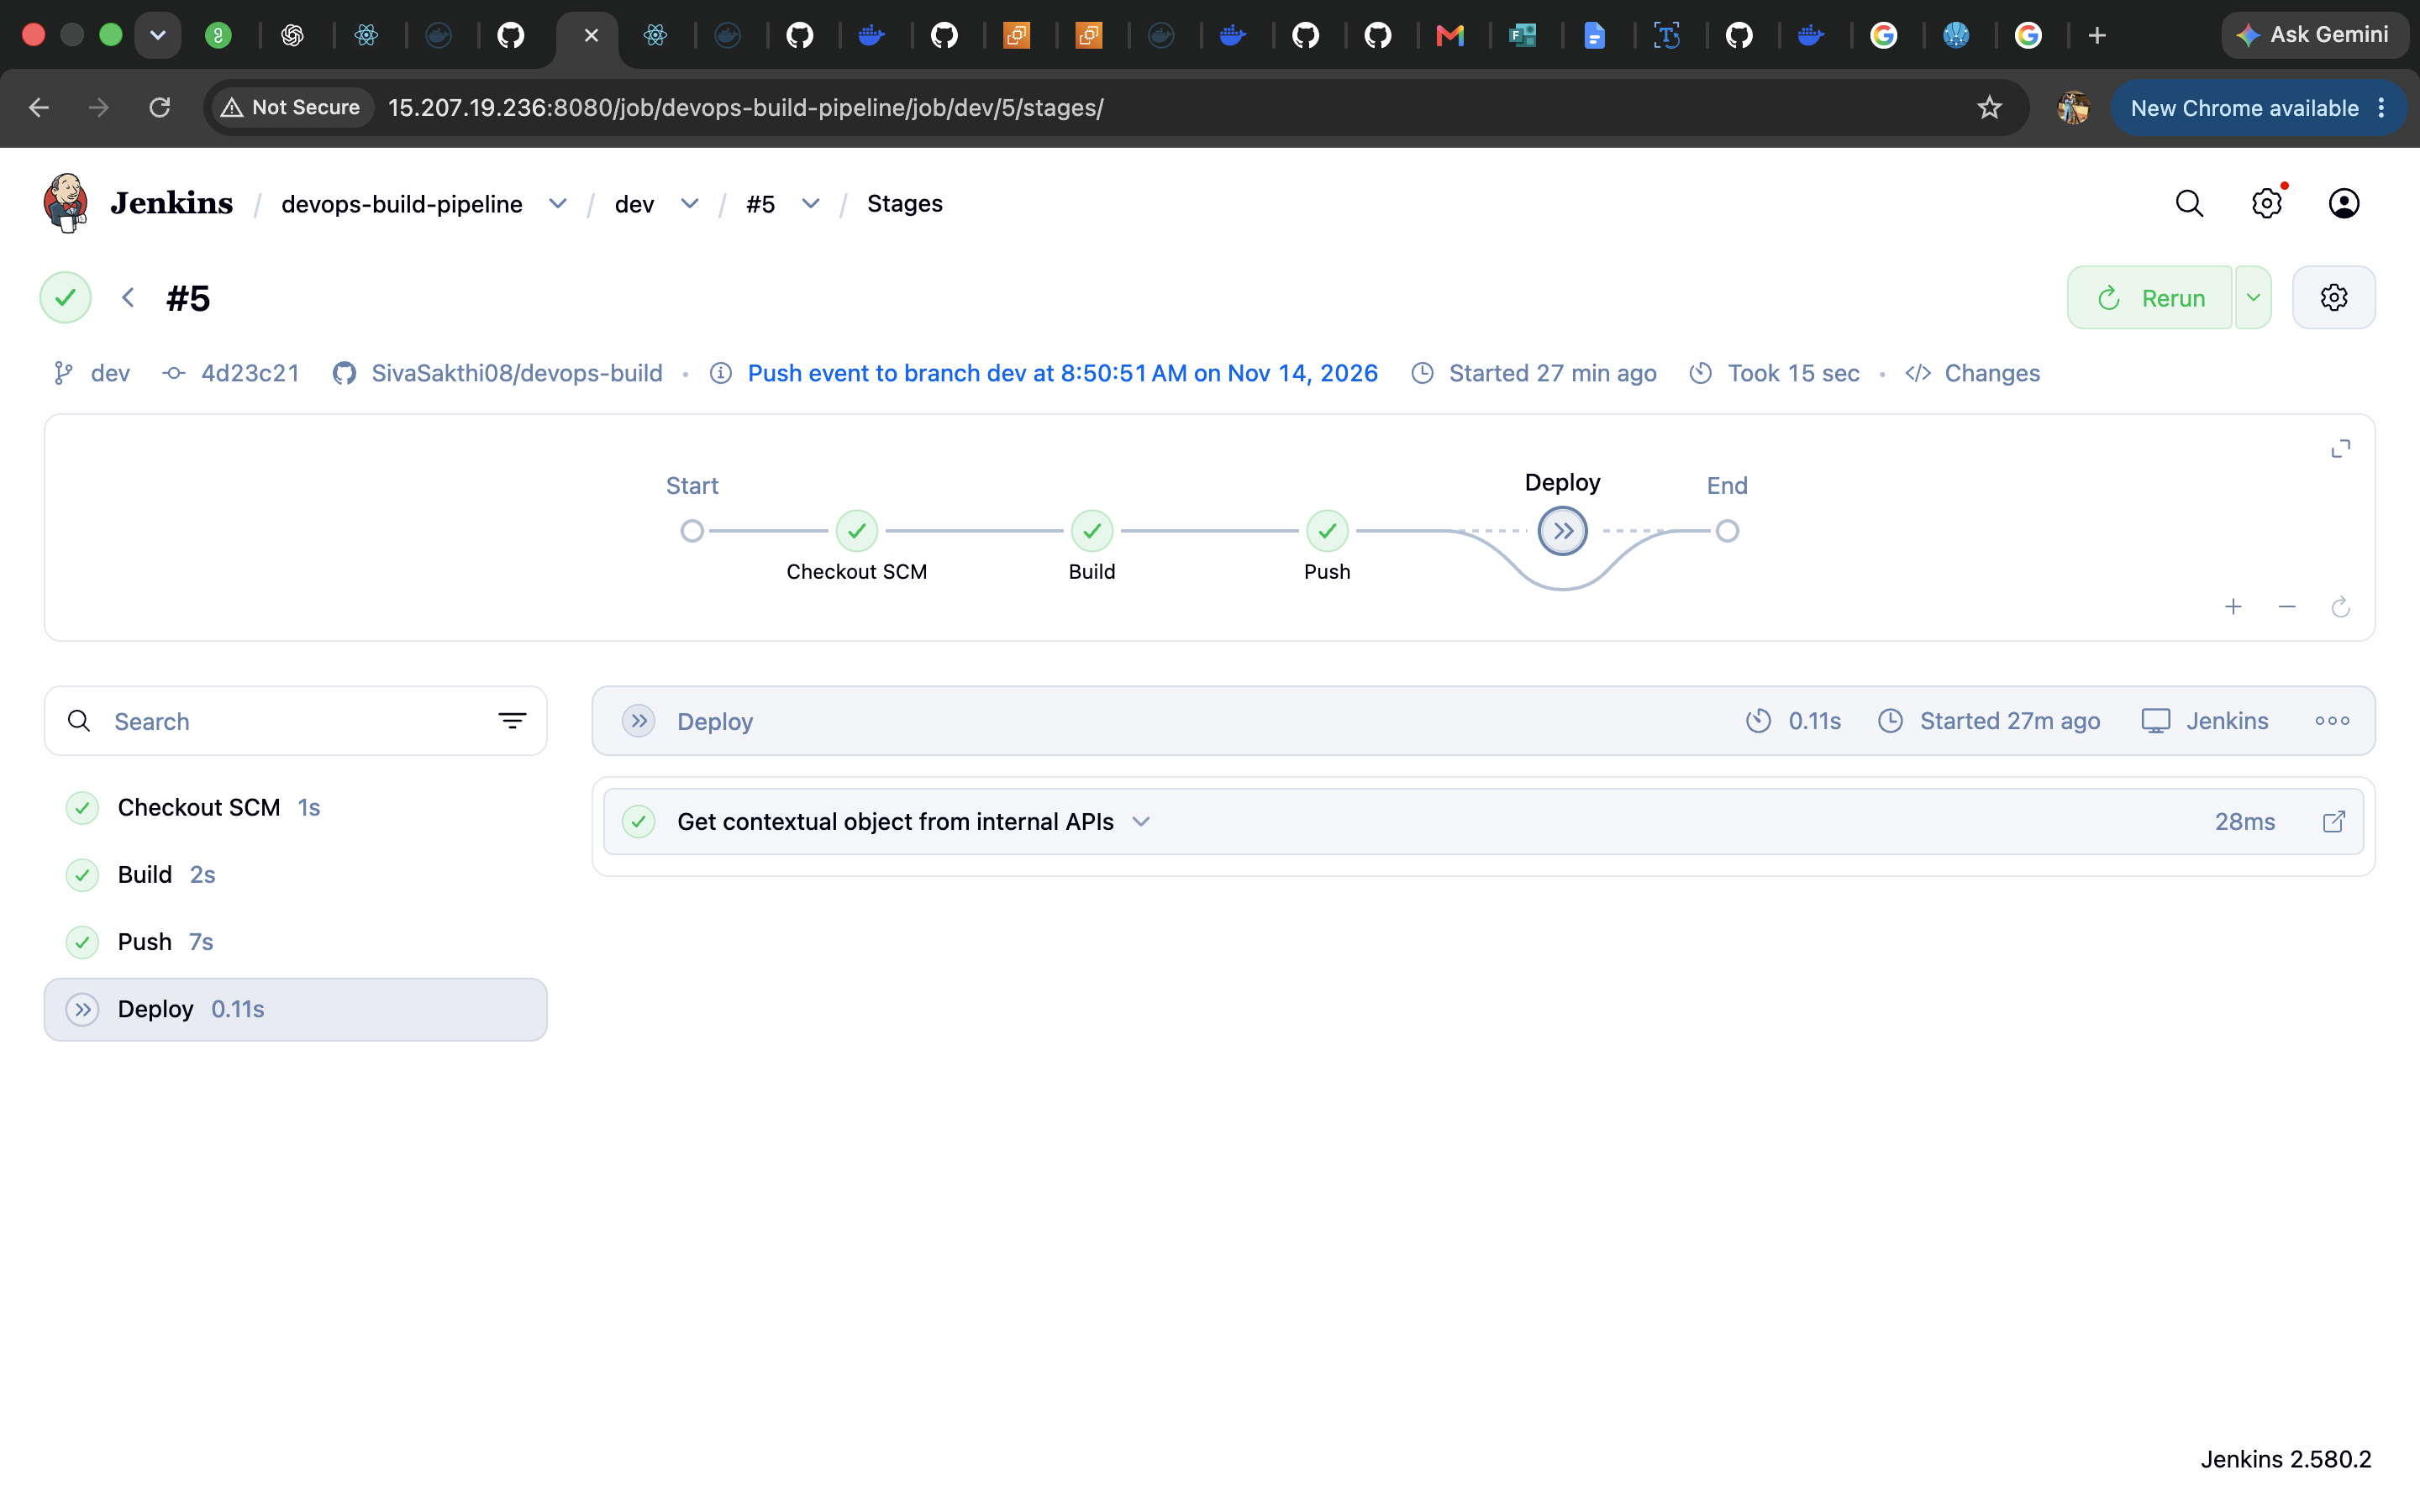 Ask Gemini
Not Secure 15.207.19.236:8080/job/devops-build-pipeline/job/dev/5/stages/ New Chrome available
Jenkins / devops-build-pipeline / dev / #5 / Stages
#5 Rerun
dev 4d23c21 SivaSakthi08/devops-build • Push event to branch dev at 8:50:51 AM on Nov 14, 2026 Started 27 min ago Took 15 sec • Changes
Start Deploy End
Checkout SCM Build Push
Search Deploy 0.11s Started 27m ago Jenkins
Checkout SCM 1s Get contextual object from internal APIs 28ms
Build 2s
Push 7s
Deploy 0.11s
Jenkins 2.580.2